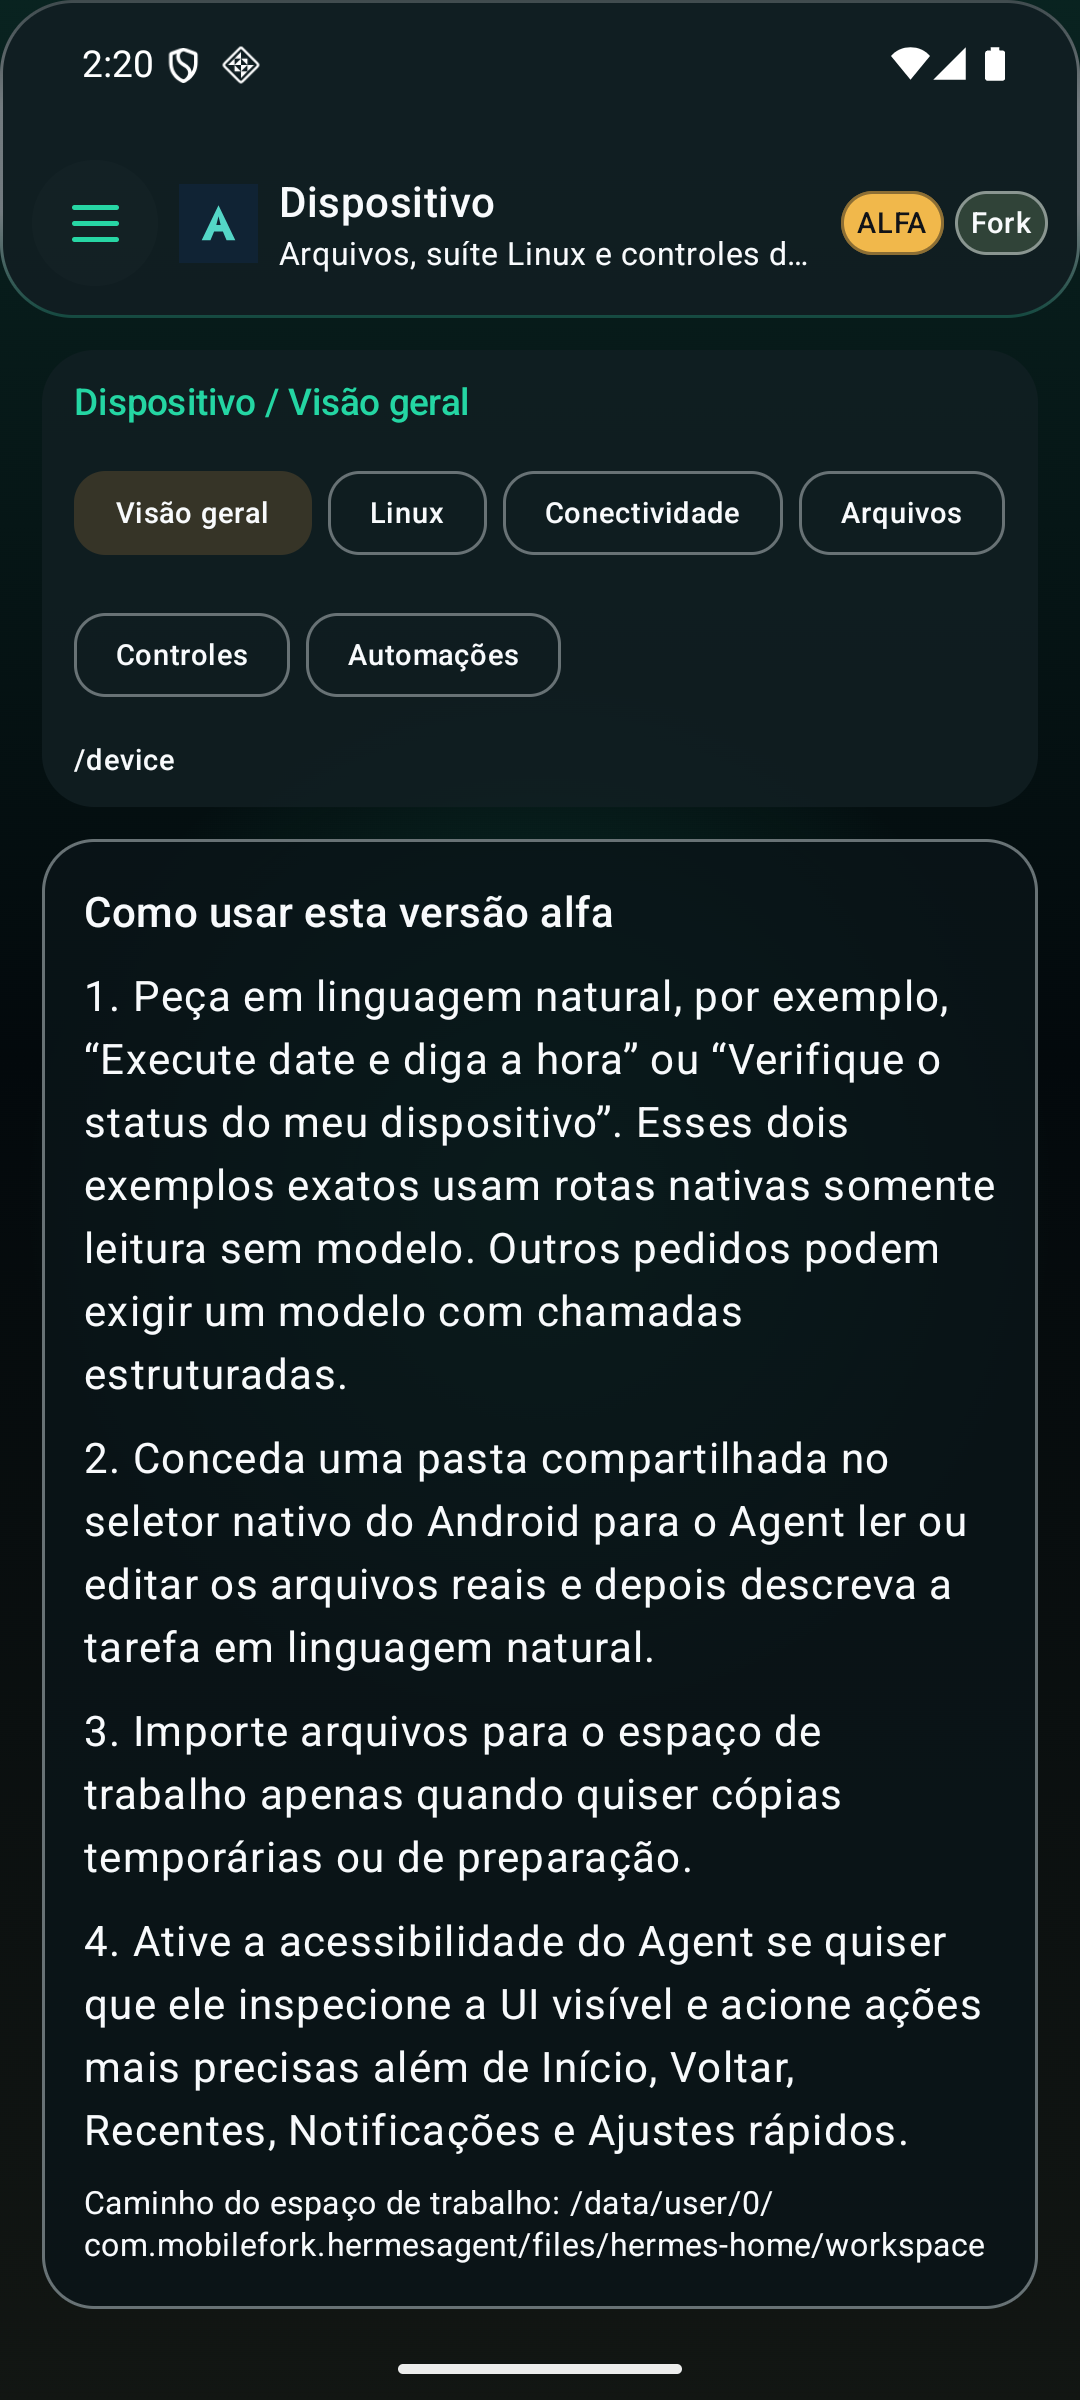 2:20
Dispositivo
Arquivos, suíte Linux e controles d...
ALFA
Fork
Dispositivo / Visão geral
Visão geral
Linux
Conectividade
Arquivos
Controles
Automações
/device
Como usar esta versão alfa
1. Peça em linguagem natural, por exemplo,
“Execute date e diga a hora” ou “Verifique o
status do meu dispositivo”. Esses dois
exemplos exatos usam rotas nativas somente
leitura sem modelo. Outros pedidos podem
exigir um modelo com chamadas
estruturadas.
2. Conceda uma pasta compartilhada no
seletor nativo do Android para o Agent ler ou
editar os arquivos reais e depois descreva a
tarefa em linguagem natural.
3. Importe arquivos para o espaço de
trabalho apenas quando quiser cópias
temporárias ou de preparação.
4. Ative a acessibilidade do Agent se quiser
que ele inspecione a UI visível e acione ações
mais precisas além de Início, Voltar,
Recentes, Notificações e Ajustes rápidos.
Caminho do espaço de trabalho: /data/user/0/
com.mobilefork.hermesagent/files/hermes-home/workspace